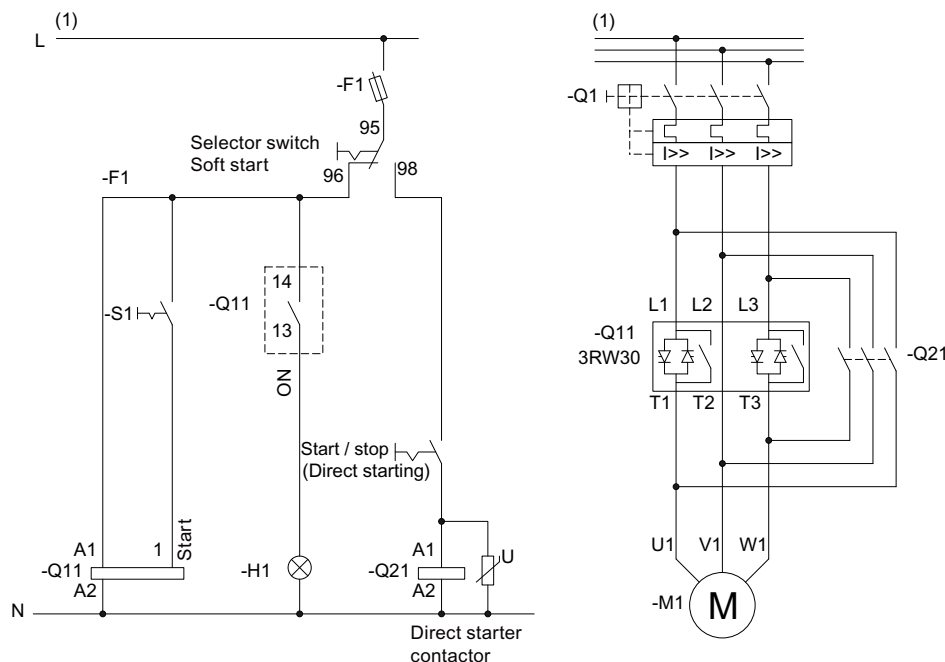 (1)
L
-F1
95
Selector switch
Soft start
96
98
-F1
14
-Q11
13
-S1
ON
Start / stop
(Direct starting)
A1
1
Start
-Q11
A2
-H1
A1
-Q21
A2
U
N
Direct starter
contactor
(1)
-Q1
I>> I>> I>>
L1 L2 L3
-Q11
3RW30
-Q21
T1 T2 T3
U1 V1 W1
-M1
M